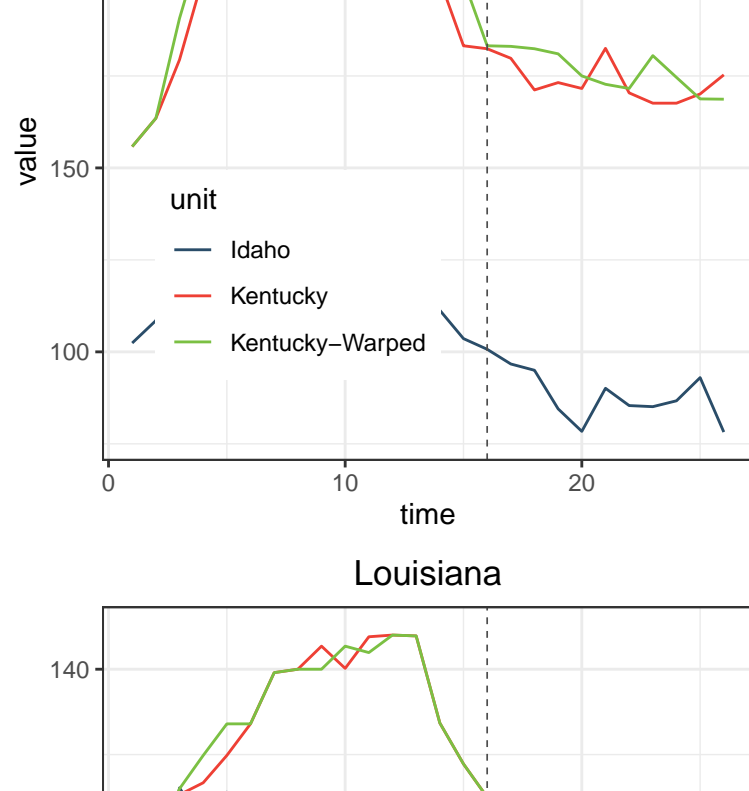 value
150
100
unit
Idaho
Kentucky
Kentucky−Warped
0 10 20
time
Louisiana
140